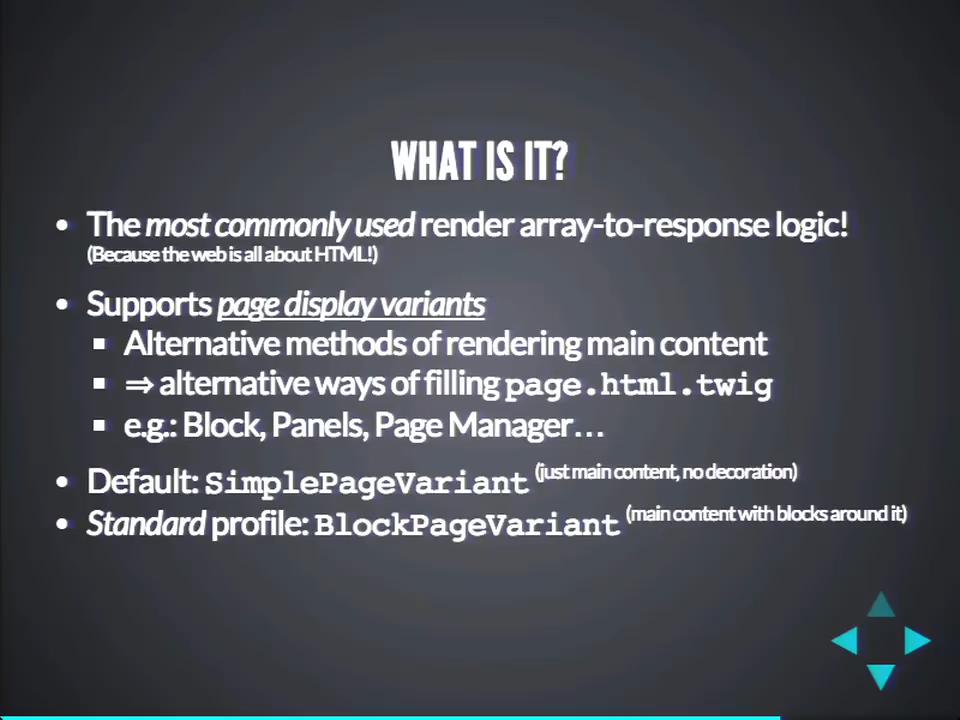 WHAT IS IT?
• The most commonly used render array-to-response logic!
(Because the web is all about HTML!)
• Supports page display variants
▪ Alternative methods of rendering main content
▪ ⇒ alternative ways of filling page.html.twig
▪ e.g.: Block, Panels, Page Manager…
• Default: SimplePageVariant (just main content, no decoration)
• Standard profile: BlockPageVariant (main content with blocks around it)